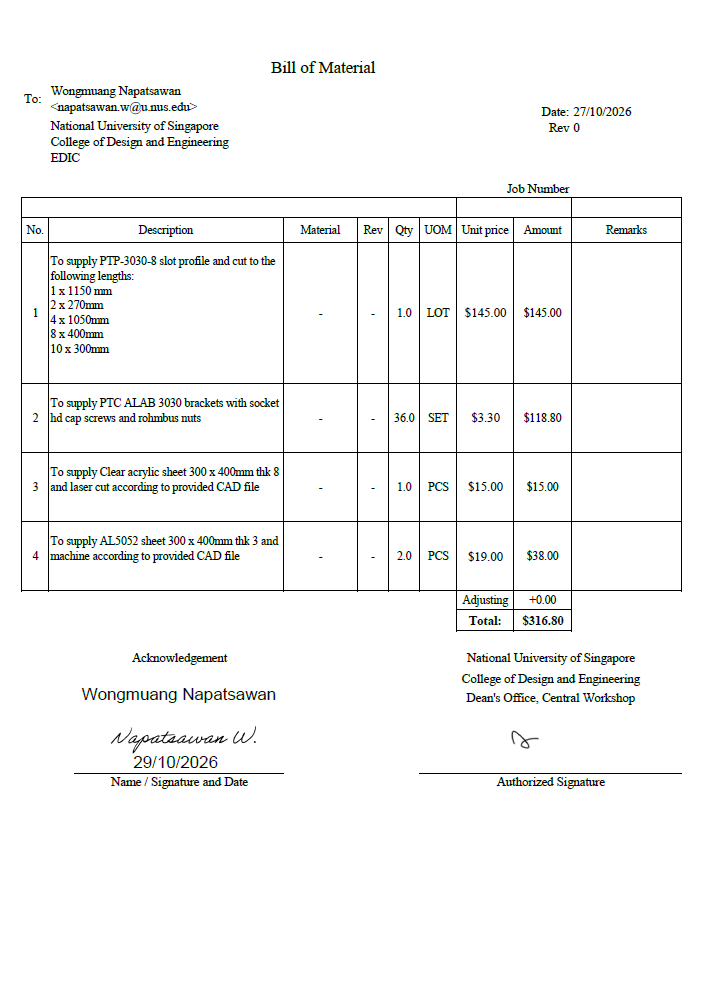 Bill of Material
To:
Wongmuang Napatsawan
<napatsawan.w@u.nus.edu>
National University of Singapore
College of Design and Engineering
EDIC
Date: 27/10/2026
Rev 0
Job Number
No. Description Material Rev Qty UOM Unit price Amount Remarks
To supply PTP-3030-8 slot profile and cut to the
following lengths:
1 x 1150 mm
2 x 270mm
1 - - 1.0 LOT $145.00 $145.00
4 x 1050mm
8 x 400mm
10 x 300mm
To supply PTC ALAB 3030 brackets with socket
2 hd cap screws and rohmbus nuts - - 36.0 SET $3.30 $118.80
To supply Clear acrylic sheet 300 x 400mm thk 8
3 and laser cut according to provided CAD file - - 1.0 PCS $15.00 $15.00
To supply AL5052 sheet 300 x 400mm thk 3 and
4 machine according to provided CAD file - - 2.0 PCS $19.00 $38.00
Adjusting +0.00
Total: $316.80
Acknowledgement
Wongmuang Napatsawan
Napatsawan W.
29/10/2026
Name / Signature and Date
National University of Singapore
College of Design and Engineering
Dean's Office, Central Workshop
Authorized Signature